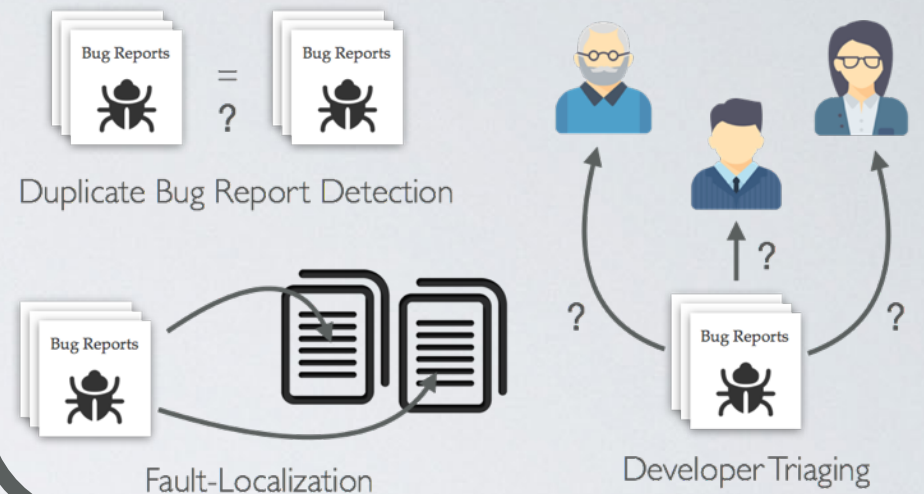 Bug Reports
=
?
Bug Reports
Duplicate Bug Report Detection
Bug Reports
Fault-Localization
?
?
?
Bug Reports
Developer Triaging